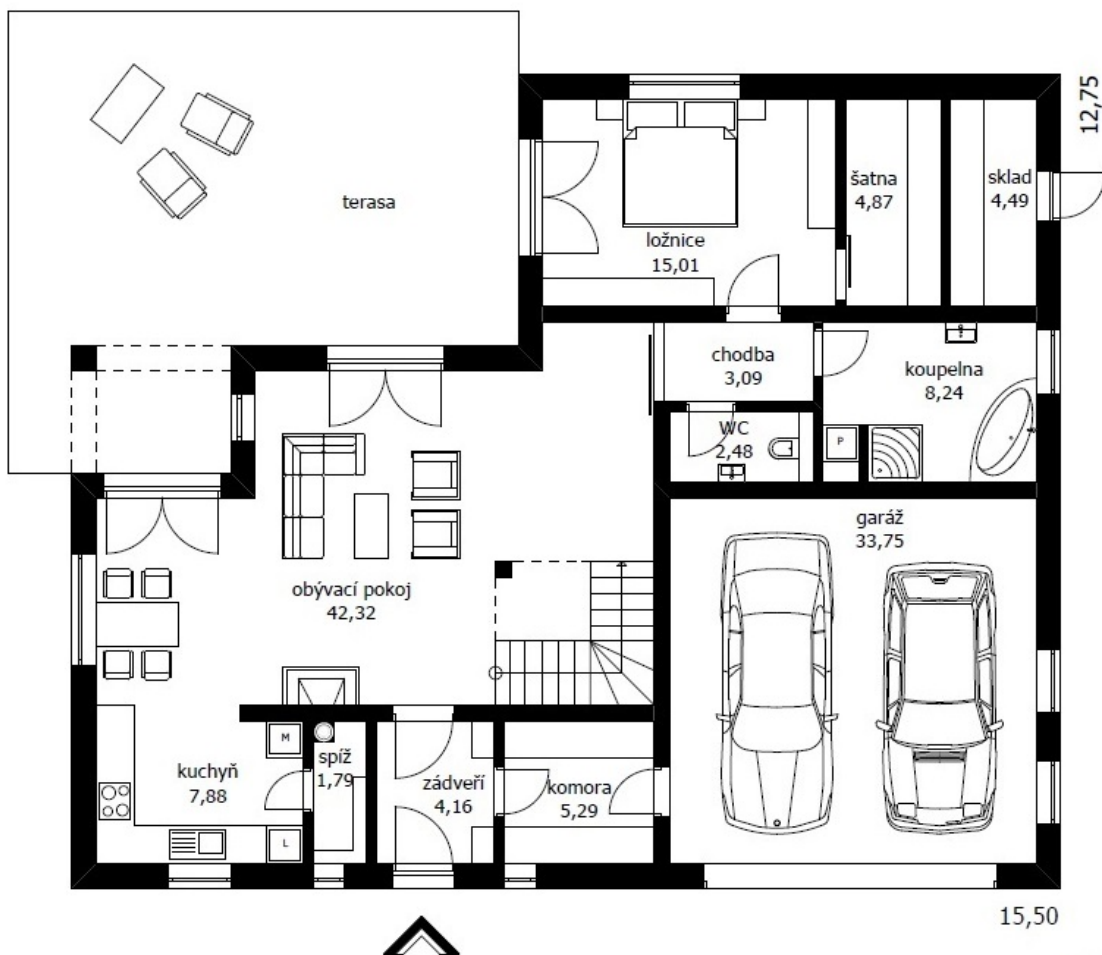 12,75
terasa
šatna
4,87
sklad
4,49
ložnice
15,01
chodba
3,09
koupelna
8,24
WC
2,48
P
garáž
33,75
obývací pokoj
42,32
M
spíž
1,79
kuchyň
7,88
zádveří
4,16
komora
5,29
L
15,50